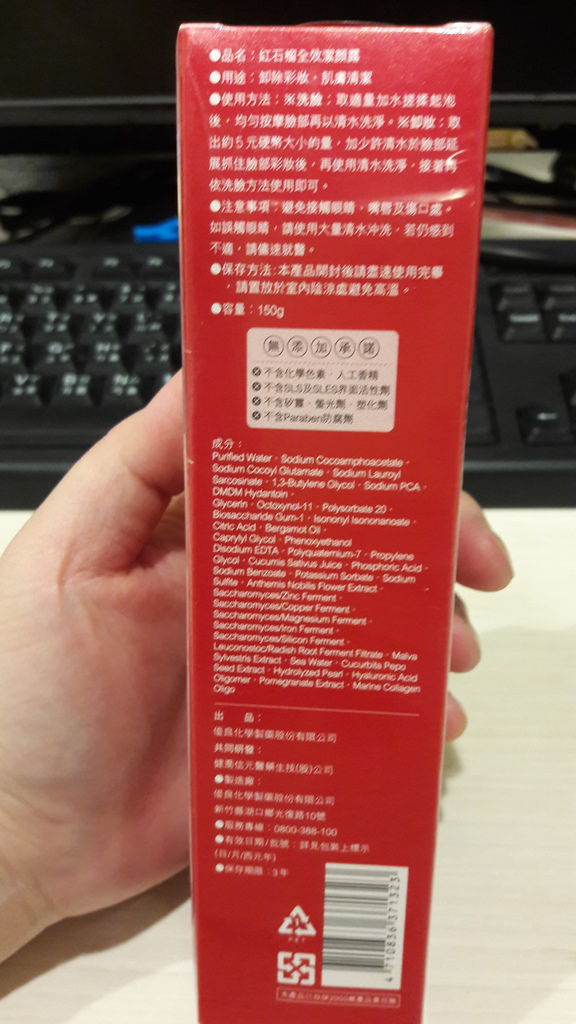 ●品名：紅石榴全效潔顏露
●用途：卸除彩妝，肌膚清潔
●使用方法：※洗臉：取適量加水搓揉起泡
後，均勻按摩臉部再以清水洗淨。※卸妝：取
出約5元硬幣大小的量，加少許清水於臉部延
展抓住臉部彩妝後，再使用清水洗淨，接著再
依洗臉方法使用即可。
●注意事項：避免接觸眼睛、嘴唇及傷口處。
如誤觸眼睛，請使用大量清水沖洗，若仍感到
不適，請儘速就醫。
●保存方法：本產品開封後請盡速使用完畢
，請置放於室內陰涼處避免高溫。
●容量：150g
無添加承諾
不含化學色素、人工香精
不含SLS及SLES界面活性劑
不含矽靈、螢光劑、塑化劑
不含Paraben防腐劑
成分：
Purified Water、Sodium Cocoamphoacetate、
Sodium Cocoyl Glutamate、Sodium Lauroyl
Sarcosinate、1,3-Butylene Glycol、Sodium PCA、
DMDM Hydantoin、
Glycerin、Octoxynol-11、Polysorbate 20、
Biosaccharide Gum-1、Isononyl Isononanoate、
Citric Acid、Bergamot Oil、
Caprylyl Glycol、Phenoxyethanol
Disodium EDTA、Polyquaternium-7、Propylene
Glycol、Cucumis Sativus Juice、Phosphoric Acid、
Sodium Benzoate、Potassium Sorbate、Sodium
Sulfite、Anthemis Nobilis Flower Extract、
Saccharomyces/Zinc Ferment、
Saccharomyces/Copper Ferment、
Saccharomyces/Magnesium Ferment、
Saccharomyces/Iron Ferment、
Saccharomyces/Silicon Ferment、
Leuconostoc/Radish Root Ferment Filtrate、Malva
Sylvestris Extract、Sea Water、Cucurbita Pepo
Seed Extract、Hydrolyzed Pearl、Hyaluronic Acid
Oligomer、Pomegranate Extract、Marine Collagen
Oligo
出　品：
優良化學製藥股份有限公司
共同研發：
健喬信元醫藥生技(股)公司
●製造廠：
優良化學製藥股份有限公司
新竹縣湖口鄉光復路10號
●服務專線：0800-388-100
●有效日期/批號：詳見包裝上標示
(日/月/西元年)
●保存期限：3年
4710836371323